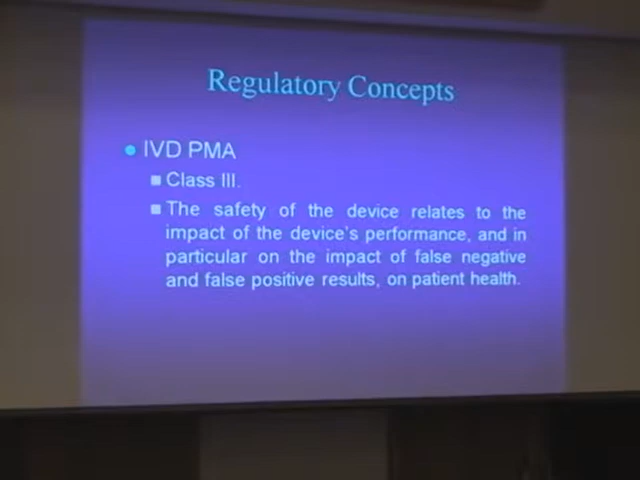 Regulatory Concepts
IVD PMA
Class III.
The safety of the device relates to the
impact of the device's performance, and in
particular on the impact of false negative
and false positive results, on patient health.